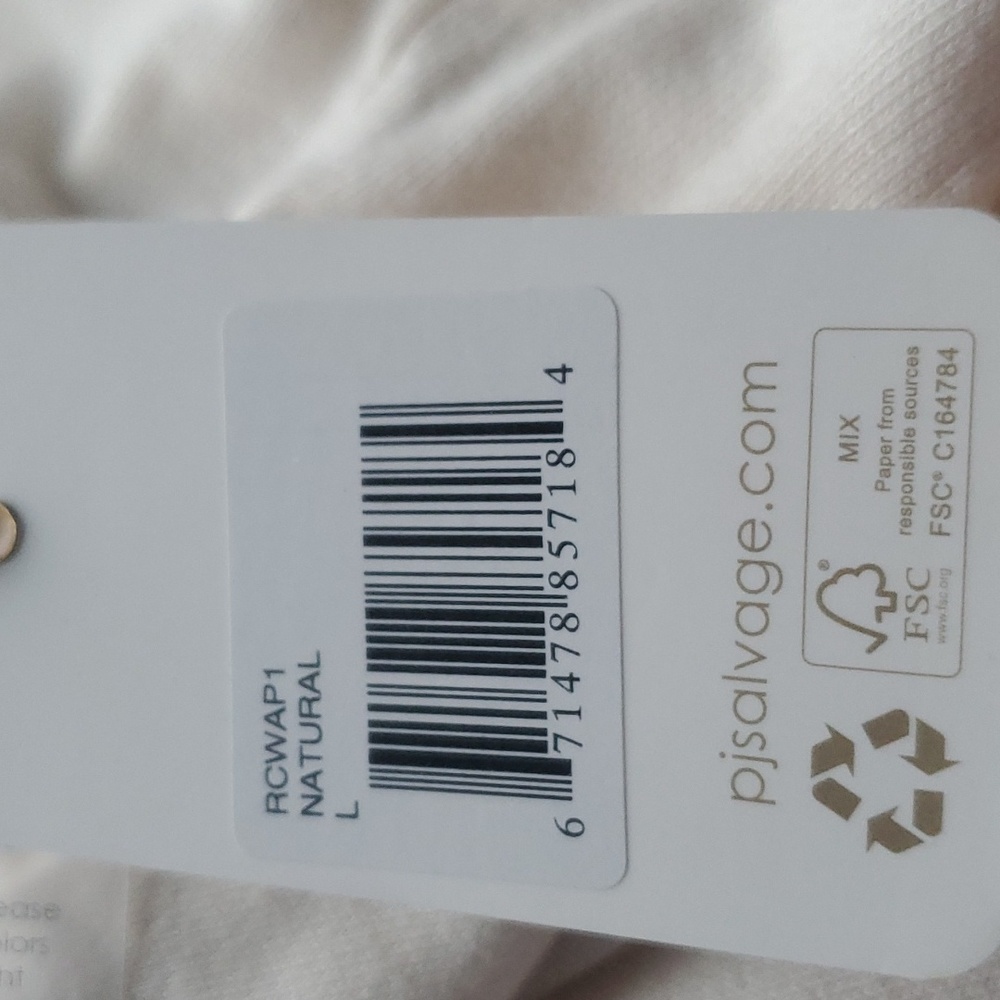 RCWAP1
NATURAL
L
6 71478 85718 4
pjsalvage.com
®
FSC
www.fsc.org
MIX
Paper from
responsible sources
FSC® C164784